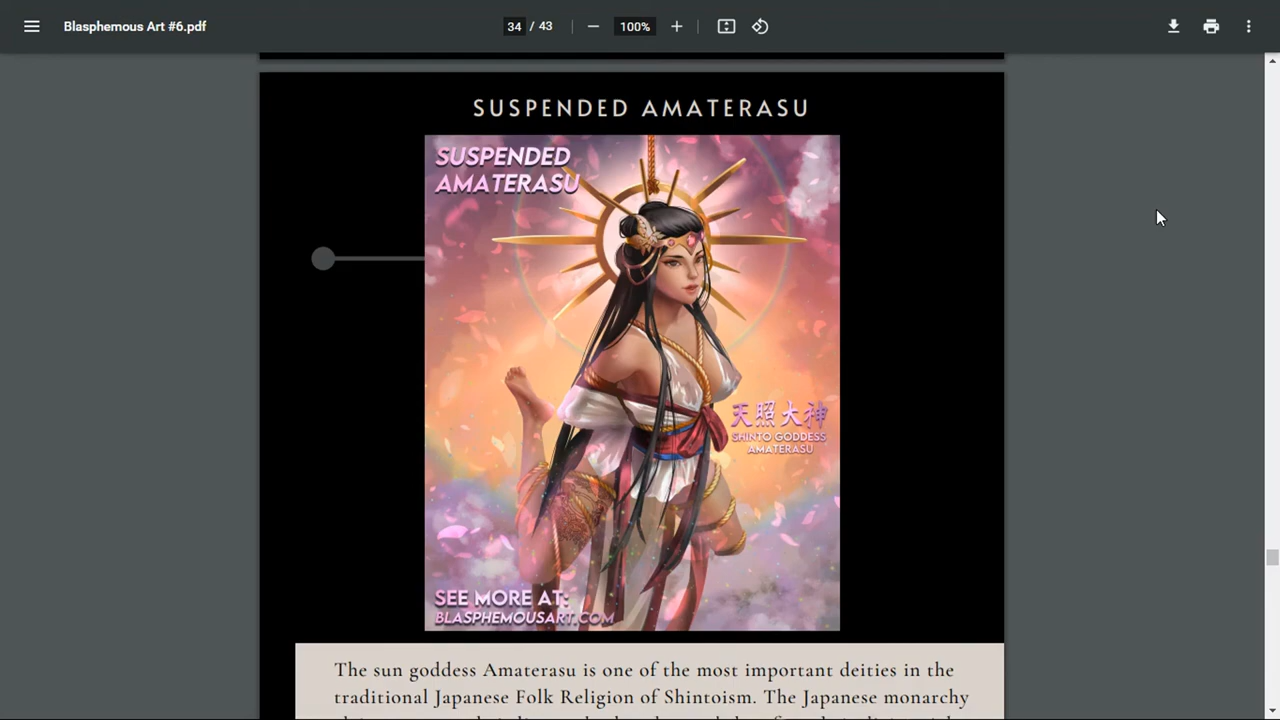 Blasphemous Art #6.pdf
34 / 43
100%
SUSPENDED AMATERASU
SUSPENDED
AMATERASU
天照大神
SHINTO GODDESS
AMATERASU
SEE MORE AT:
BLASPHEMOUSART.COM
The sun goddess Amaterasu is one of the most important deities in the
traditional Japanese Folk Religion of Shintoism. The Japanese monarchy